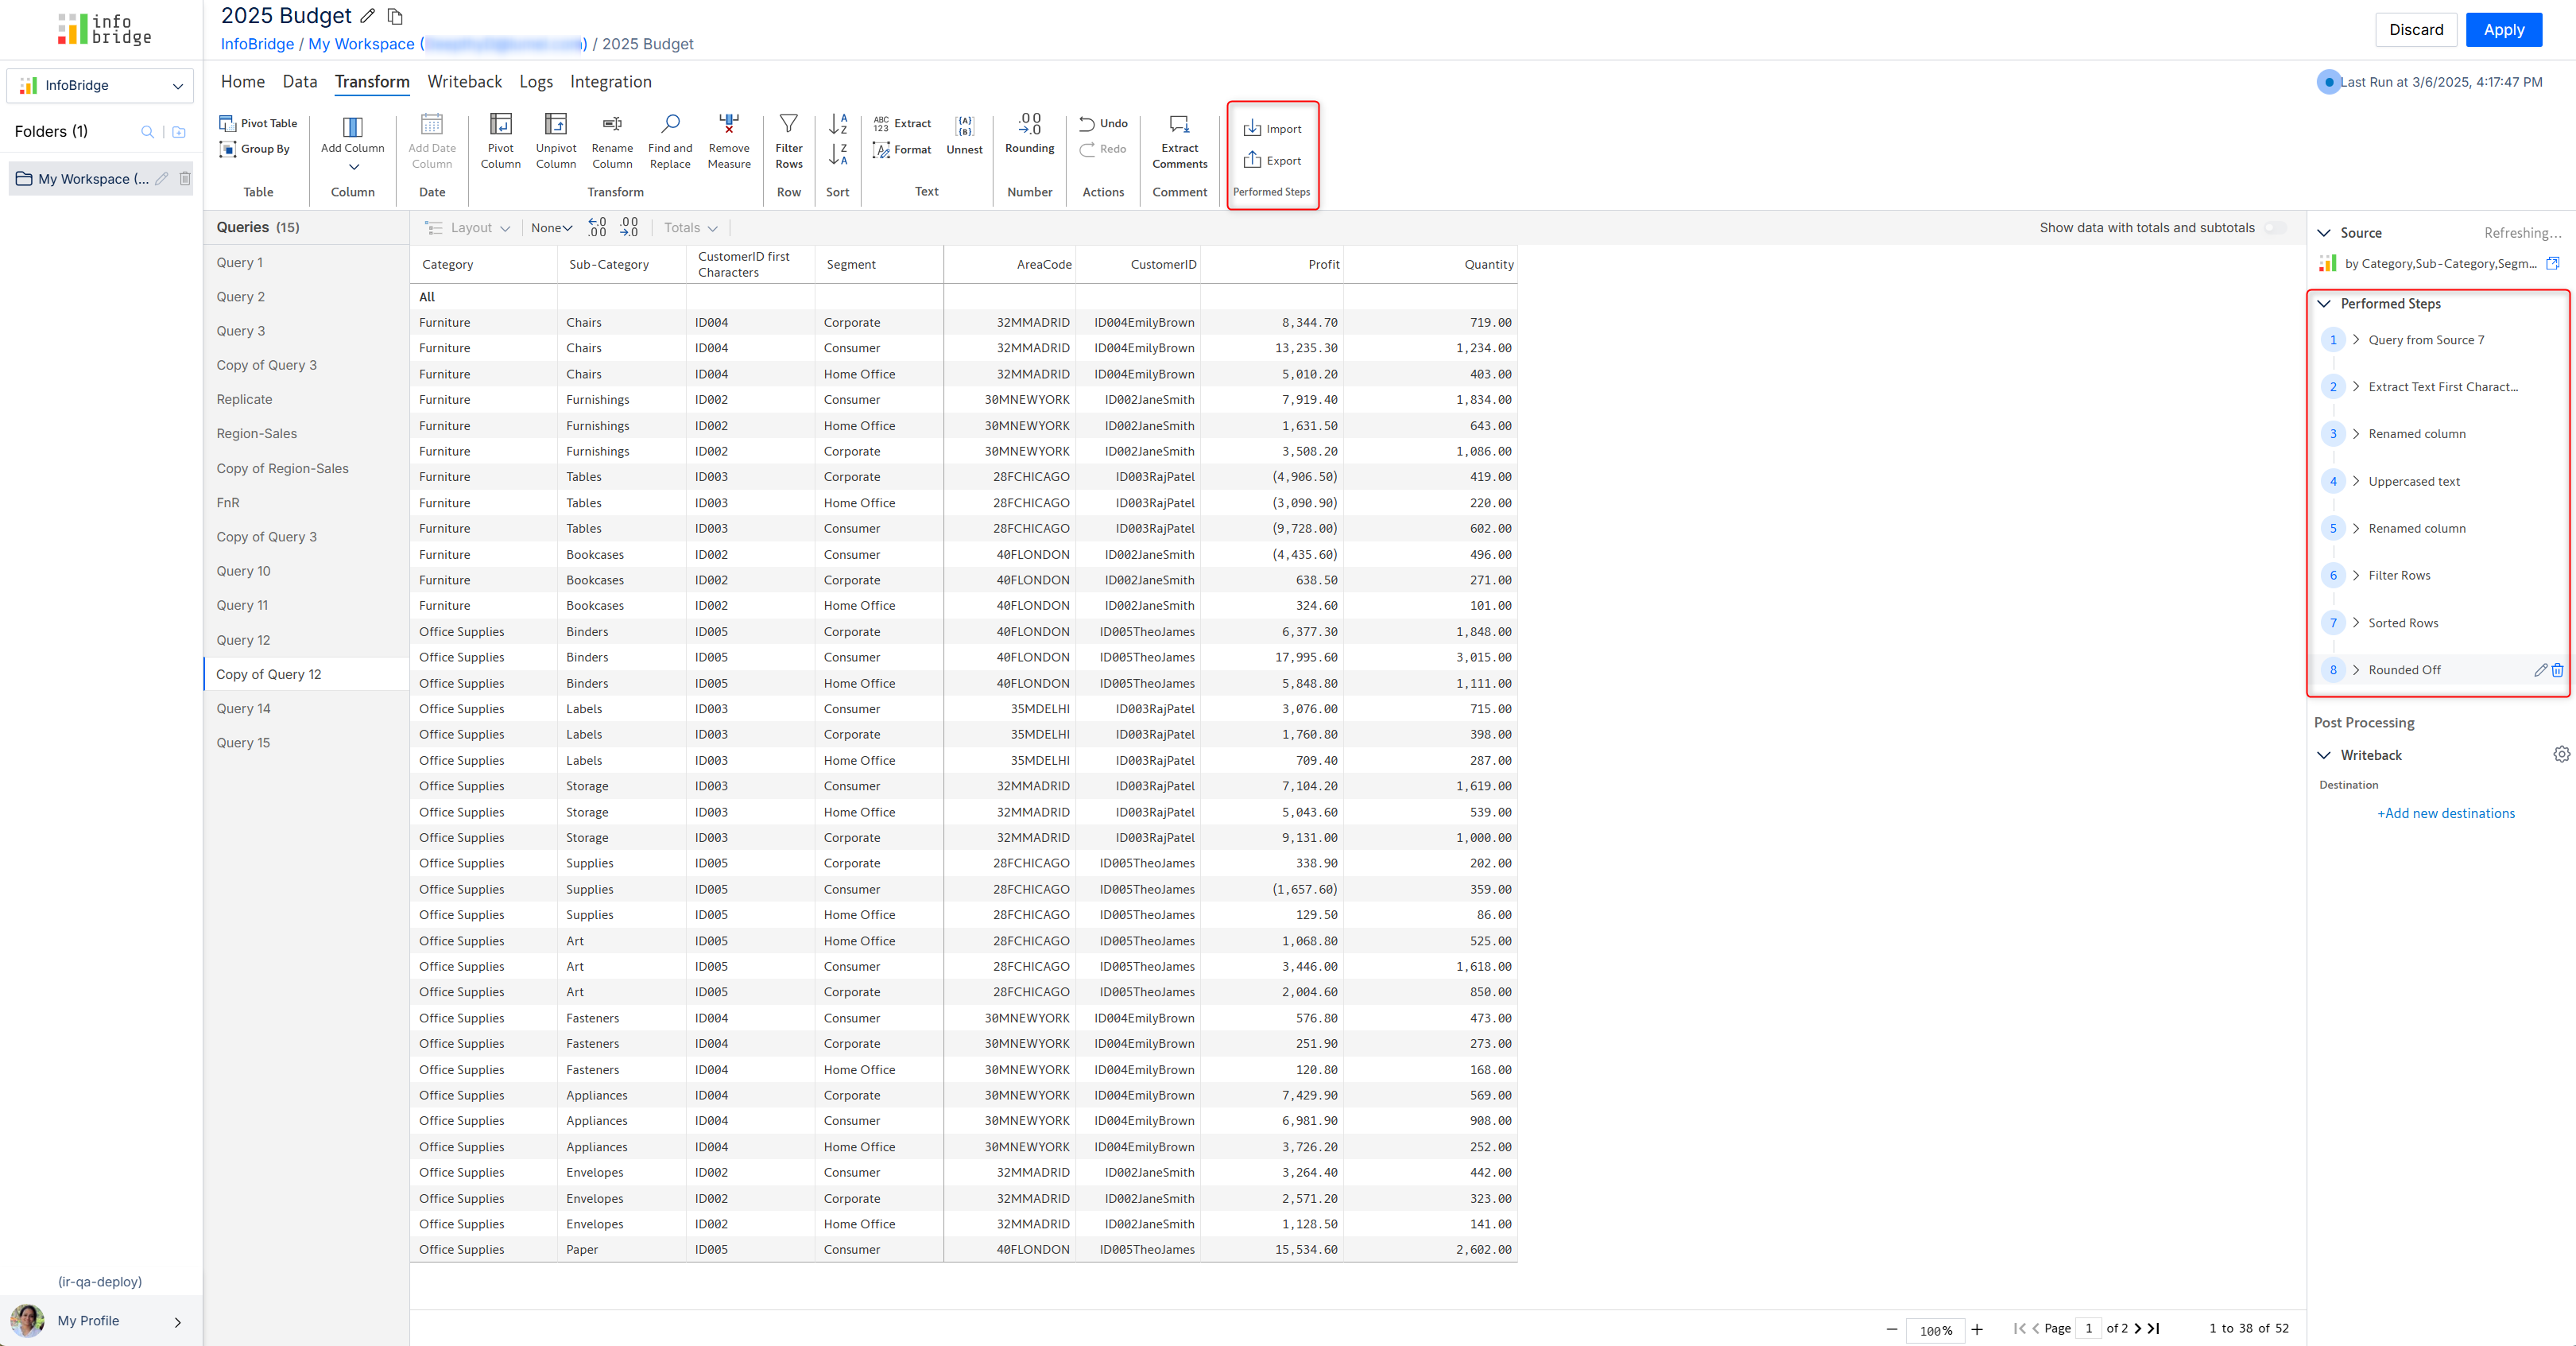 info
bridge
2025 Budget
InfoBridge / My Workspace ( ) / 2025 Budget
Discard
Apply
InfoBridge
Home Data Transform Writeback Logs Integration
Last Run at 3/6/2025, 4:17:47 PM
Folders (1)
My Workspace (...
Pivot Table
Group By
Table
Add Column
Column
Add Date Column
Date
Pivot Column
Unpivot Column
Rename Column
Find and Replace
Remove Measure
Transform
Filter Rows
Row
Sort
Extract
Format
Unnest
Text
Rounding
Number
Undo
Redo
Actions
Extract Comments
Comment
Import
Export
Performed Steps
Queries (15)
Query 1
Query 2
Query 3
Copy of Query 3
Replicate
Region-Sales
Copy of Region-Sales
FnR
Copy of Query 3
Query 10
Query 11
Query 12
Copy of Query 12
Query 14
Query 15
Layout None Totals
Show data with totals and subtotals
Category Sub-Category CustomerID first Characters Segment AreaCode CustomerID Profit Quantity
All
Furniture Chairs ID004 Corporate 32MMADRID ID004EmilyBrown 8,344.70 719.00
Furniture Chairs ID004 Consumer 32MMADRID ID004EmilyBrown 13,235.30 1,234.00
Furniture Chairs ID004 Home Office 32MMADRID ID004EmilyBrown 5,010.20 403.00
Furniture Furnishings ID002 Consumer 30MNEWYORK ID002JaneSmith 7,919.40 1,834.00
Furniture Furnishings ID002 Home Office 30MNEWYORK ID002JaneSmith 1,631.50 643.00
Furniture Furnishings ID002 Corporate 30MNEWYORK ID002JaneSmith 3,508.20 1,086.00
Furniture Tables ID003 Corporate 28FCHICAGO ID003RajPatel (4,906.50) 419.00
Furniture Tables ID003 Home Office 28FCHICAGO ID003RajPatel (3,090.90) 220.00
Furniture Tables ID003 Consumer 28FCHICAGO ID003RajPatel (9,728.00) 602.00
Furniture Bookcases ID002 Consumer 40FLONDON ID002JaneSmith (4,435.60) 496.00
Furniture Bookcases ID002 Corporate 40FLONDON ID002JaneSmith 638.50 271.00
Furniture Bookcases ID002 Home Office 40FLONDON ID002JaneSmith 324.60 101.00
Office Supplies Binders ID005 Corporate 40FLONDON ID005TheoJames 6,377.30 1,848.00
Office Supplies Binders ID005 Consumer 40FLONDON ID005TheoJames 17,995.60 3,015.00
Office Supplies Binders ID005 Home Office 40FLONDON ID005TheoJames 5,848.80 1,111.00
Office Supplies Labels ID003 Consumer 35MDELHI ID003RajPatel 3,076.00 715.00
Office Supplies Labels ID003 Corporate 35MDELHI ID003RajPatel 1,760.80 398.00
Office Supplies Labels ID003 Home Office 35MDELHI ID003RajPatel 709.40 287.00
Office Supplies Storage ID003 Consumer 32MMADRID ID003RajPatel 7,104.20 1,619.00
Office Supplies Storage ID003 Home Office 32MMADRID ID003RajPatel 5,043.60 539.00
Office Supplies Storage ID003 Corporate 32MMADRID ID003RajPatel 9,131.00 1,000.00
Office Supplies Supplies ID005 Corporate 28FCHICAGO ID005TheoJames 338.90 202.00
Office Supplies Supplies ID005 Consumer 28FCHICAGO ID005TheoJames (1,657.60) 359.00
Office Supplies Supplies ID005 Home Office 28FCHICAGO ID005TheoJames 129.50 86.00
Office Supplies Art ID005 Home Office 28FCHICAGO ID005TheoJames 1,068.80 525.00
Office Supplies Art ID005 Consumer 28FCHICAGO ID005TheoJames 3,446.00 1,618.00
Office Supplies Art ID005 Corporate 28FCHICAGO ID005TheoJames 2,004.60 850.00
Office Supplies Fasteners ID004 Consumer 30MNEWYORK ID004EmilyBrown 576.80 473.00
Office Supplies Fasteners ID004 Corporate 30MNEWYORK ID004EmilyBrown 251.90 273.00
Office Supplies Fasteners ID004 Home Office 30MNEWYORK ID004EmilyBrown 120.80 168.00
Office Supplies Appliances ID004 Corporate 30MNEWYORK ID004EmilyBrown 7,429.90 569.00
Office Supplies Appliances ID004 Consumer 30MNEWYORK ID004EmilyBrown 6,981.90 908.00
Office Supplies Appliances ID004 Home Office 30MNEWYORK ID004EmilyBrown 3,726.20 252.00
Office Supplies Envelopes ID002 Consumer 32MMADRID ID002JaneSmith 3,264.40 442.00
Office Supplies Envelopes ID002 Corporate 32MMADRID ID002JaneSmith 2,571.20 323.00
Office Supplies Envelopes ID002 Home Office 32MMADRID ID002JaneSmith 1,128.50 141.00
Office Supplies Paper ID005 Consumer 40FLONDON ID005TheoJames 15,534.60 2,602.00
Source Refreshing...
by Category,Sub-Category,Segm...
Performed Steps
1 Query from Source 7
2 Extract Text First Charact...
3 Renamed column
4 Uppercased text
5 Renamed column
6 Filter Rows
7 Sorted Rows
8 Rounded Off
Post Processing
Writeback
Destination
+Add new destinations
(ir-qa-deploy)
My Profile
100% Page 1 of 2 1 to 38 of 52